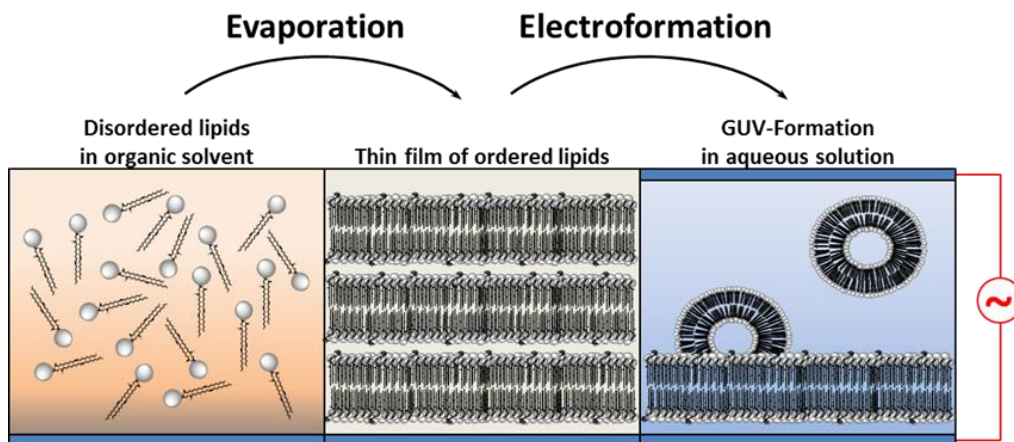 Evaporation
Electroformation
Disordered lipids
in organic solvent
Thin film of ordered lipids
GUV-Formation
in aqueous solution
~